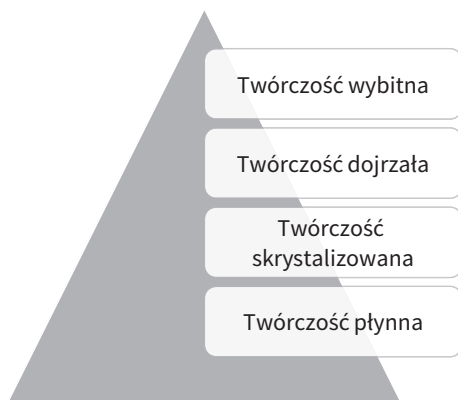 Twórczość wybitna
Twórczość dojrzała
Twórczość
skrystalizowana
Twórczość płynna